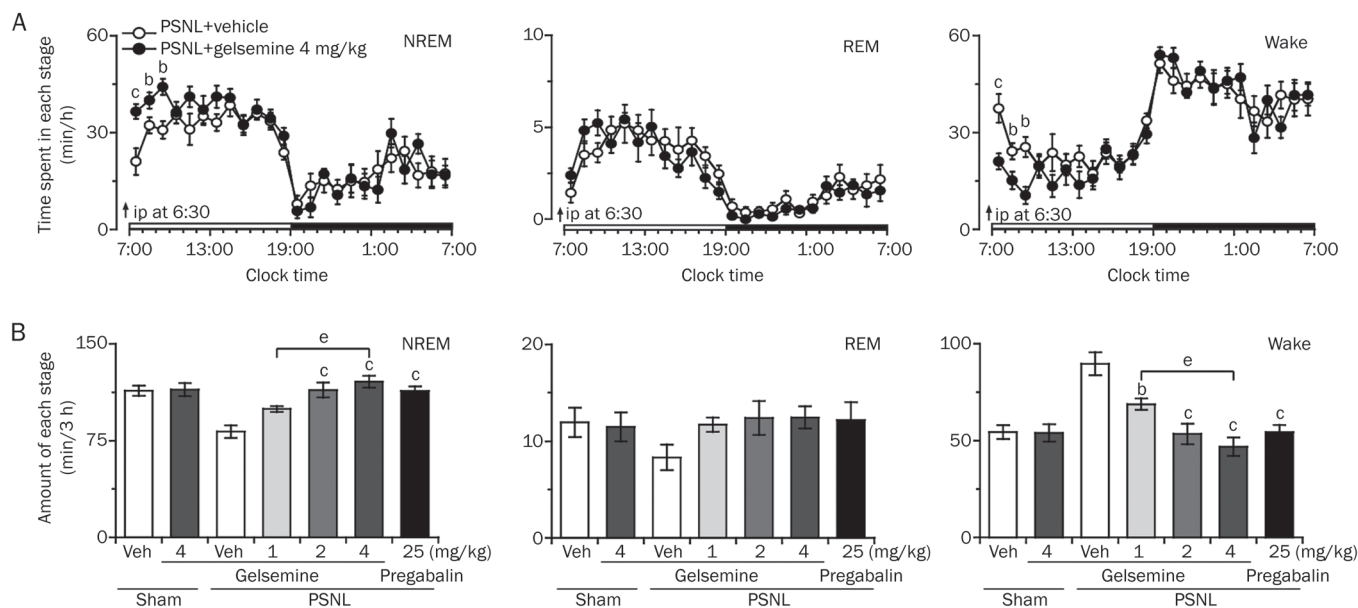 A
PSNL+vehicle
PSNL+gelsemine 4 mg/kg
NREM
REM
Wake
Time spent in each stage
(min/h)
60
30
0
c b b
ip at 6:30
7:00 13:00 19:00 1:00 7:00
Clock time
10
5
0
ip at 6:30
7:00 13:00 19:00 1:00 7:00
Clock time
60
30
0
c
b b
ip at 6:30
7:00 13:00 19:00 1:00 7:00
Clock time
B
Amount of each stage
(min/3 h)
NREM
150
75
0
e
c c c
Veh 4 Veh 1 2 4 25 (mg/kg)
Gelsemine Pregabalin
Sham PSNL
REM
20
10
0
Veh 4 Veh 1 2 4 25 (mg/kg)
Gelsemine Pregabalin
Sham PSNL
Wake
100
50
0
e
b c c c
Veh 4 Veh 1 2 4 25 (mg/kg)
Gelsemine Pregabalin
Sham PSNL